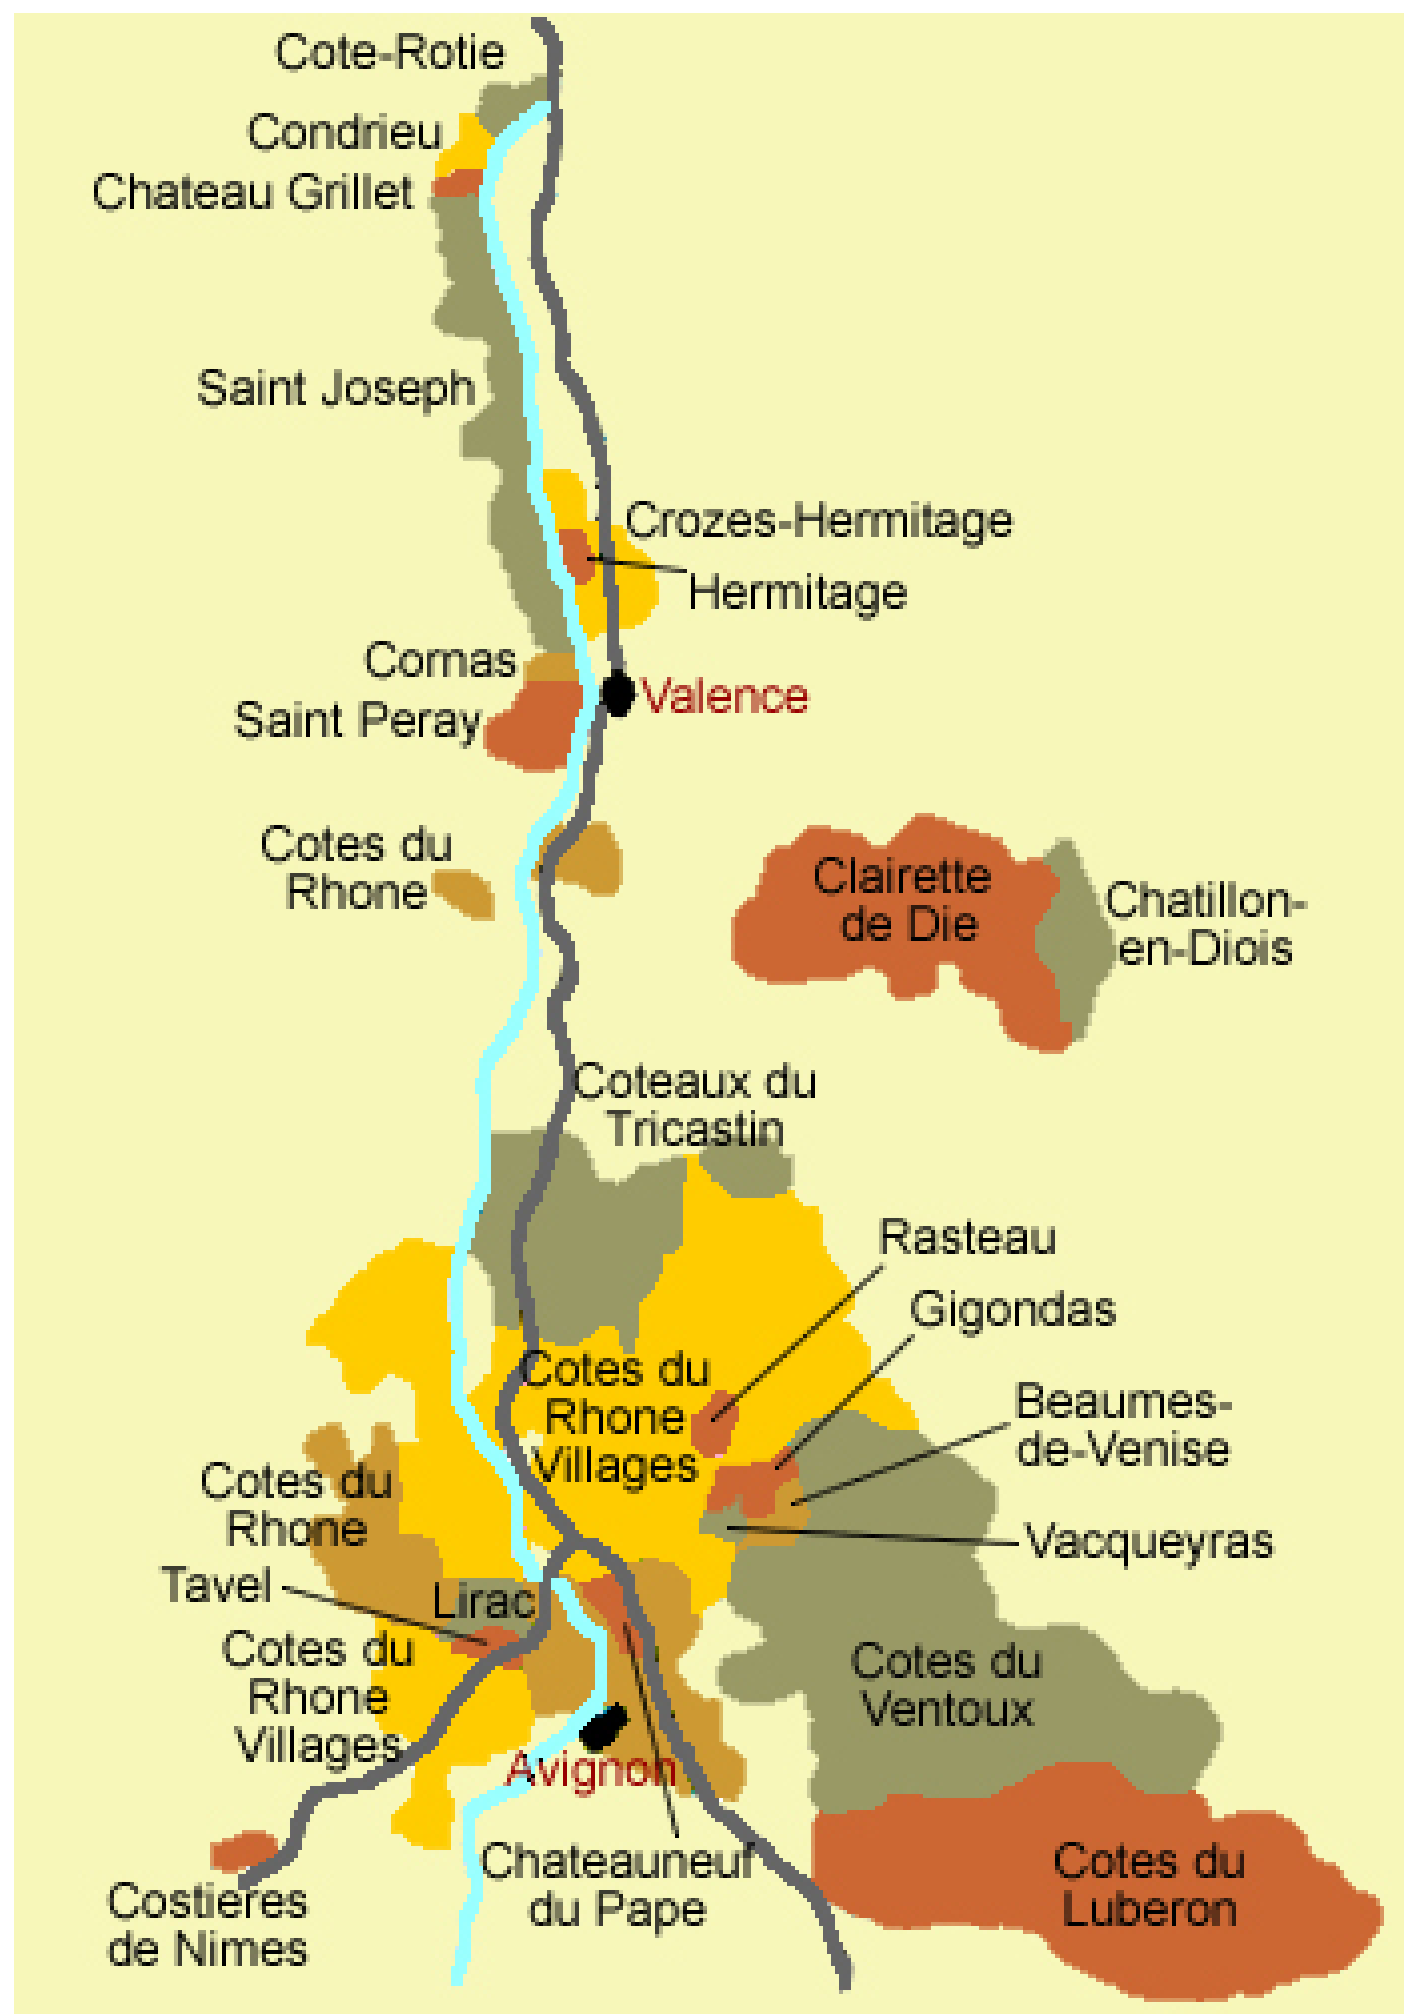 Cote-Rotie
Condrieu
Chateau Grillet
Saint Joseph
Crozes-Hermitage
Hermitage
Cornas
Valence
Saint Peray
Cotes du
Rhone
Clairette
de Die
Chatillon-
en-Diois
Coteaux du
Tricastin
Rasteau
Gigondas
Cotes du
Rhone
Villages
Beaumes-
de-Venise
Cotes du
Rhone
Vacqueyras
Tavel
Lirac
Cotes du
Rhone
Villages
Cotes du
Ventoux
Avignon
Chateauneuf
du Pape
Cotes du
Luberon
Costieres
de Nimes